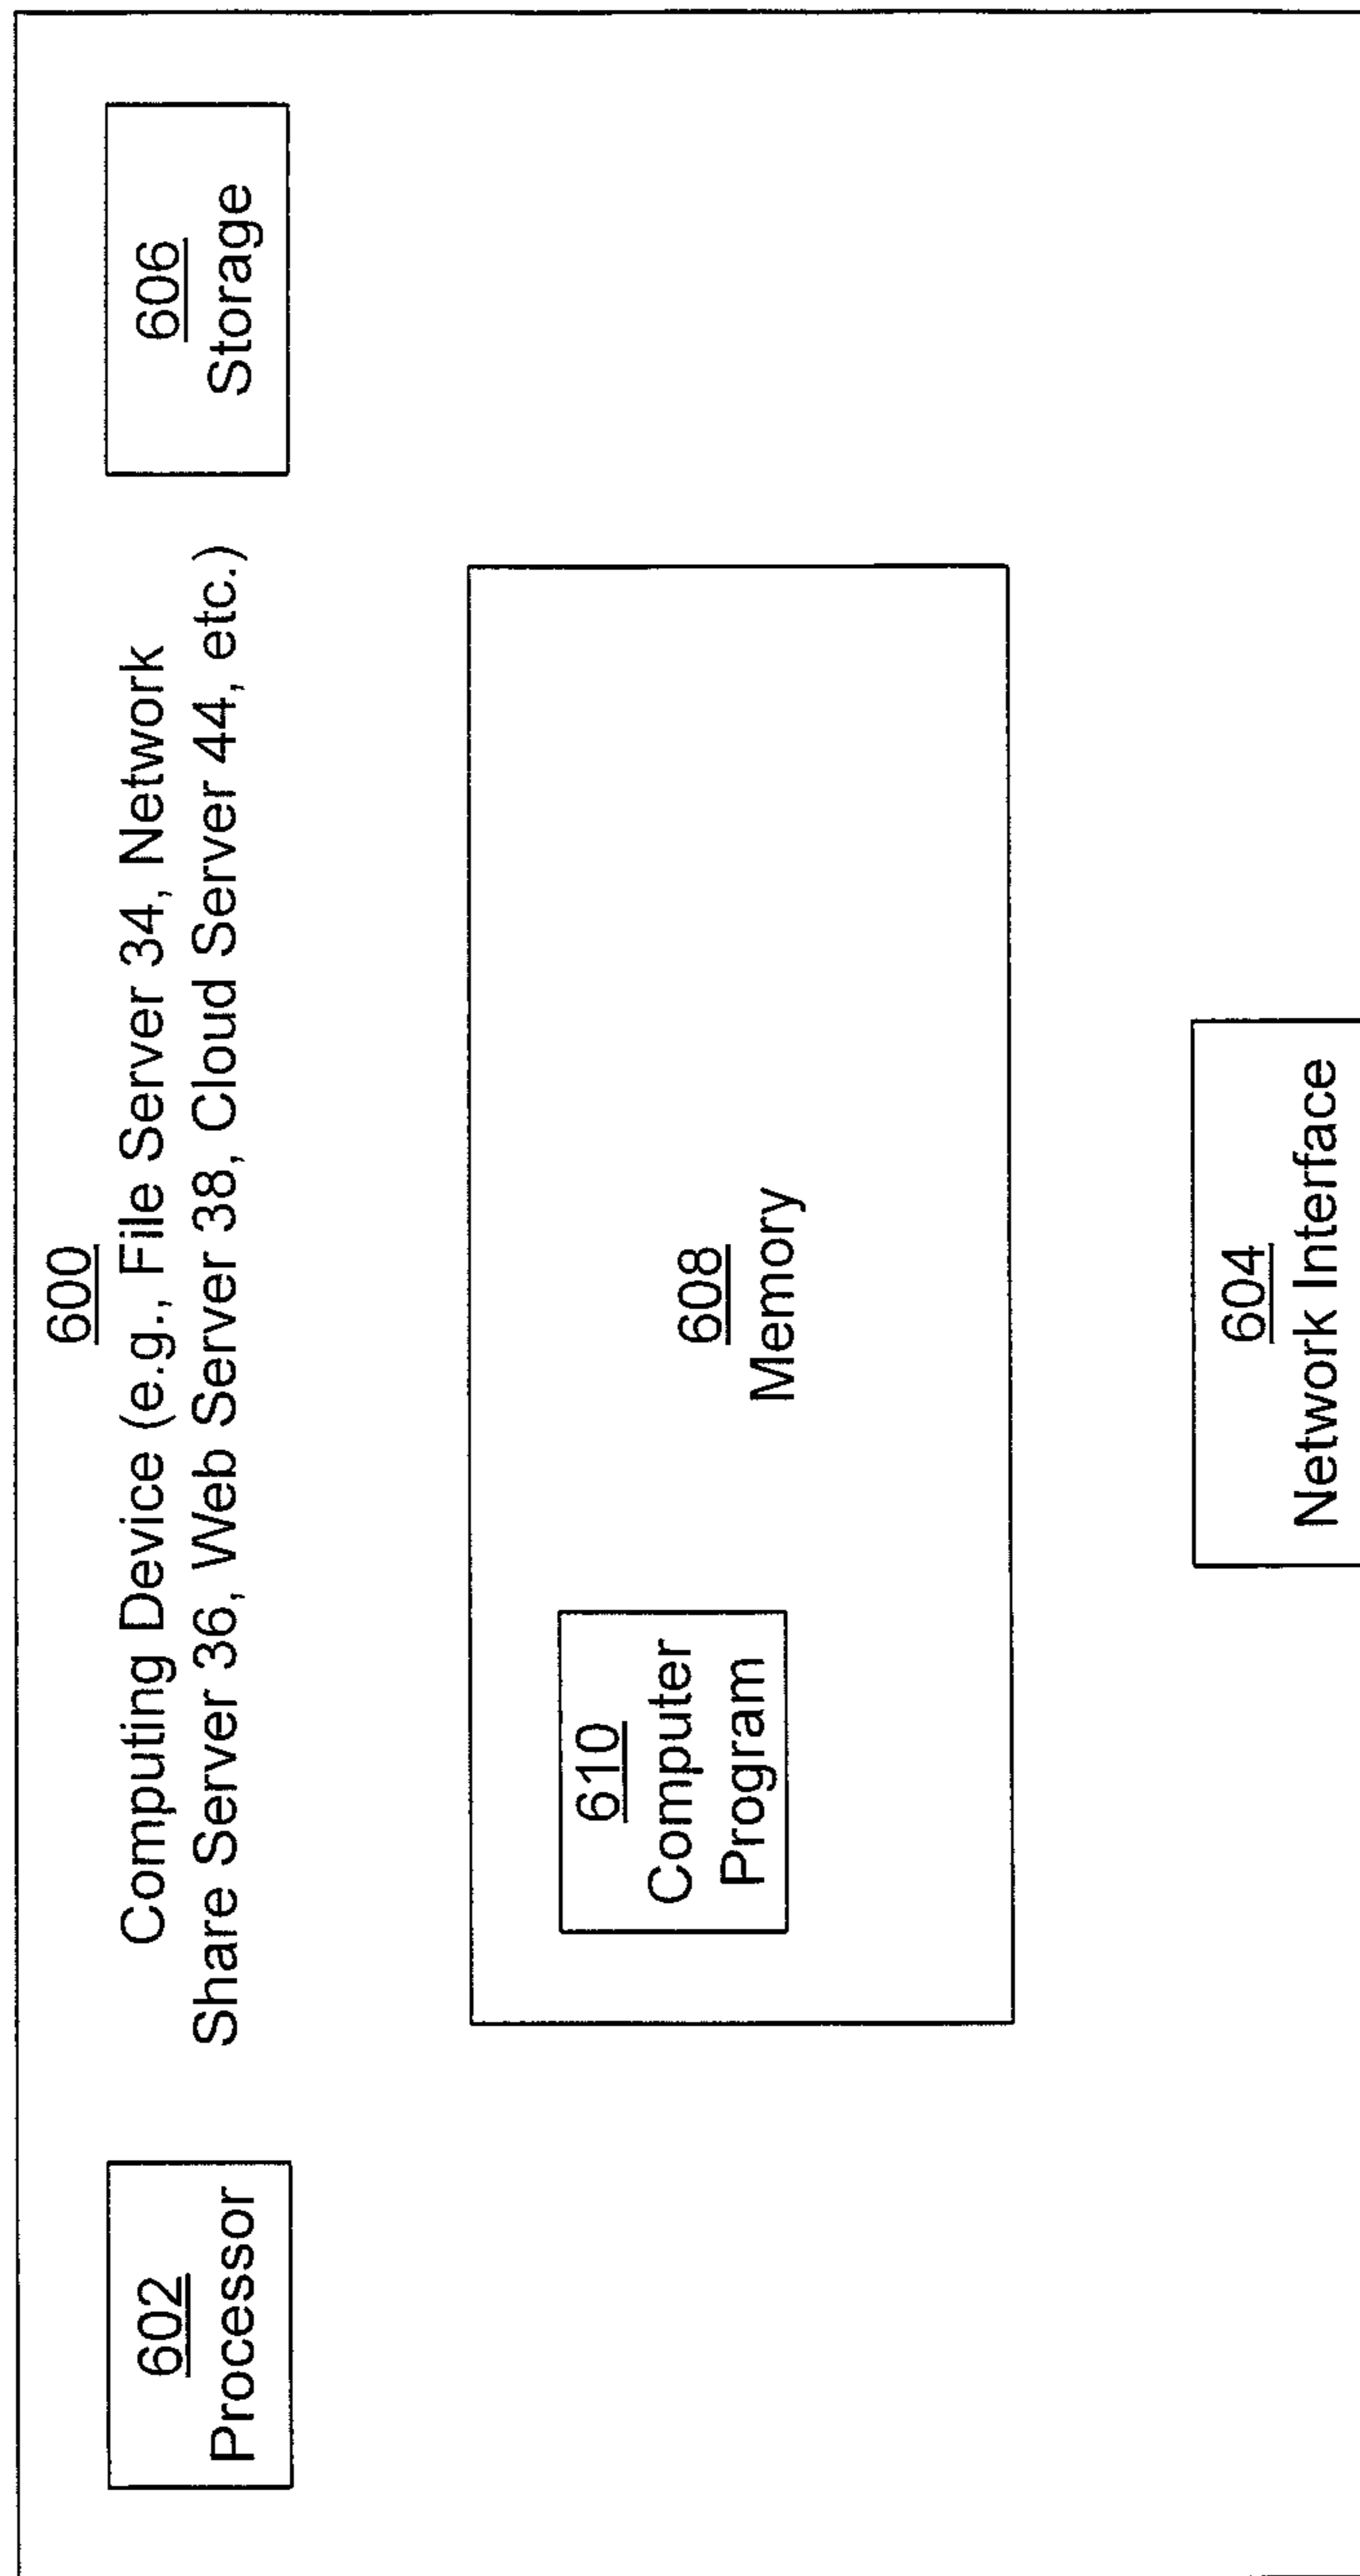 600
Computing Device (e.g., File Server 34, Network
Share Server 36, Web Server 38, Cloud Server 44, etc.)
602
Processor
606
Storage
610
Computer
Program
608
Memory
604
Network Interface